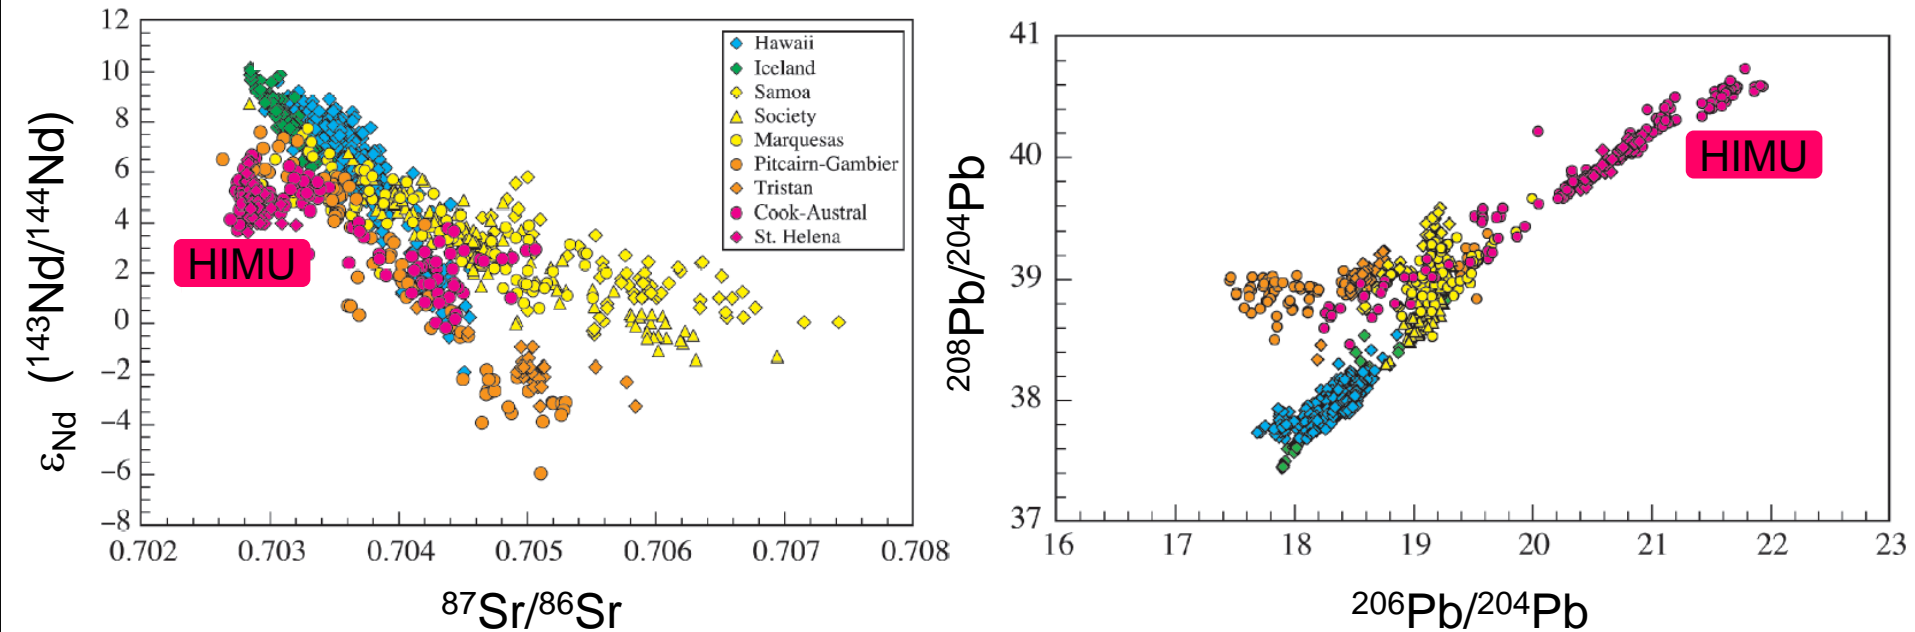 12
10
8
6
4
2
0
−2
−4
−6
−8
εNd (143Nd/144Nd)
0.702 0.703 0.704 0.705 0.706 0.707 0.708
87Sr/86Sr
Hawaii
Iceland
Samoa
Society
Marquesas
Pitcairn-Gambier
Tristan
Cook-Austral
St. Helena
HIMU
41
40
39
38
37
208Pb/204Pb
16 17 18 19 20 21 22 23
206Pb/204Pb
HIMU